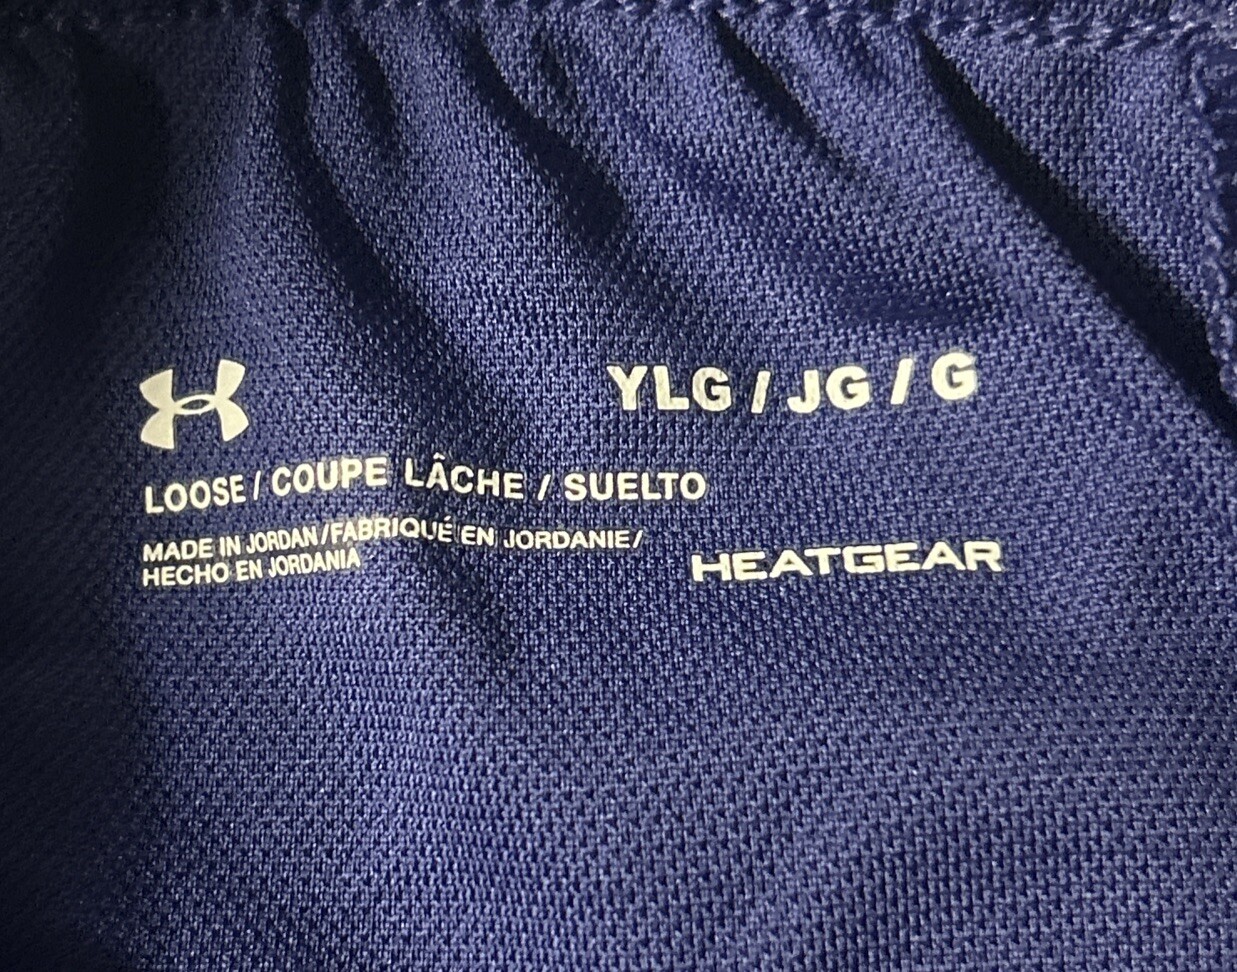 YLG / JG / G
LOOSE / COUPE LÂCHE / SUELTO
MADE IN JORDAN/FABRIQUÉ EN JORDANIE/
HECHO EN JORDANIA
HEATGEAR